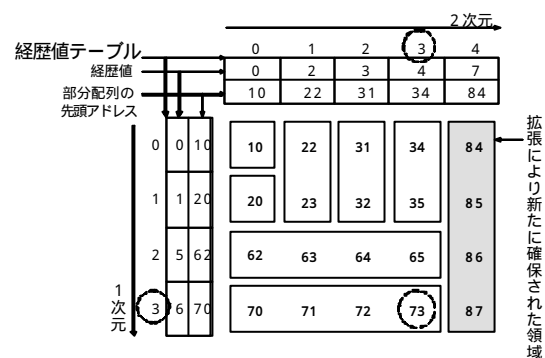 2次元
経歴値テーブル 0 1 2 3 4
経歴値 0 2 3 4 7
部分配列の先頭アドレス 10 22 31 34 84
0 0 10 10 22 31 34 84
1 1 20 20 23 32 35 85
2 5 62 62 63 64 65 86
3 6 70 70 71 72 73 87
1次元
拡張により新たに確保された領域